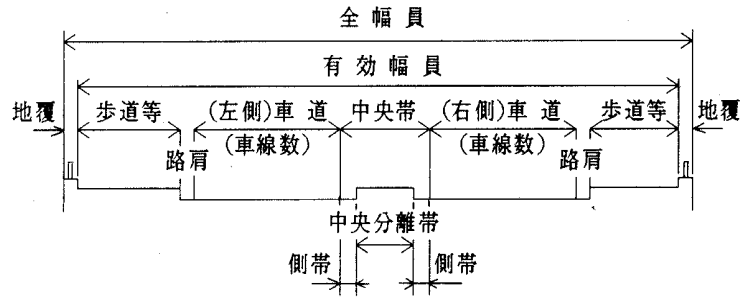 全幅員
有効幅員
地覆 歩道等 (左側)車道 中央帯 (右側)車道 歩道等 地覆
路肩 (車線数) (車線数) 路肩
中央分離帯
側帯 側帯